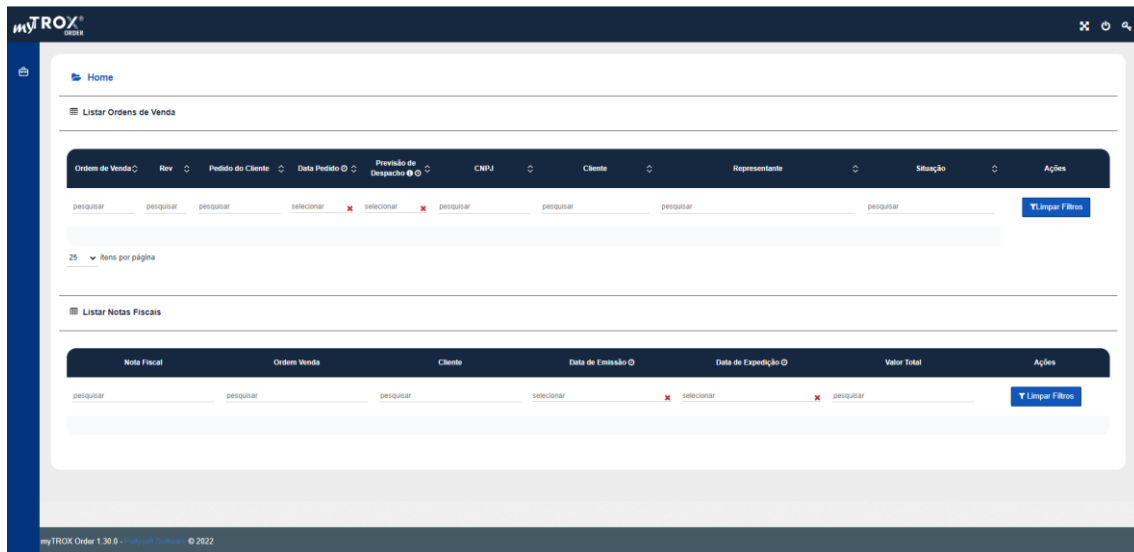 myTROX®
ORDER
Home
Listar Ordens de Venda
Ordem de Venda Rev Pedido do Cliente Data Pedido Previsão de Despacho CNPJ Cliente Representante Situação Ações
pesquisar pesquisar pesquisar selecionar selecionar pesquisar pesquisar pesquisar pesquisar Limpar Filtros
25 itens por página
Listar Notas Fiscais
Nota Fiscal Ordem Venda Cliente Data de Emissão Data de Expedição Valor Total Ações
pesquisar pesquisar pesquisar selecionar selecionar pesquisar Limpar Filtros
myTROX Order 1.30.0 - © 2022